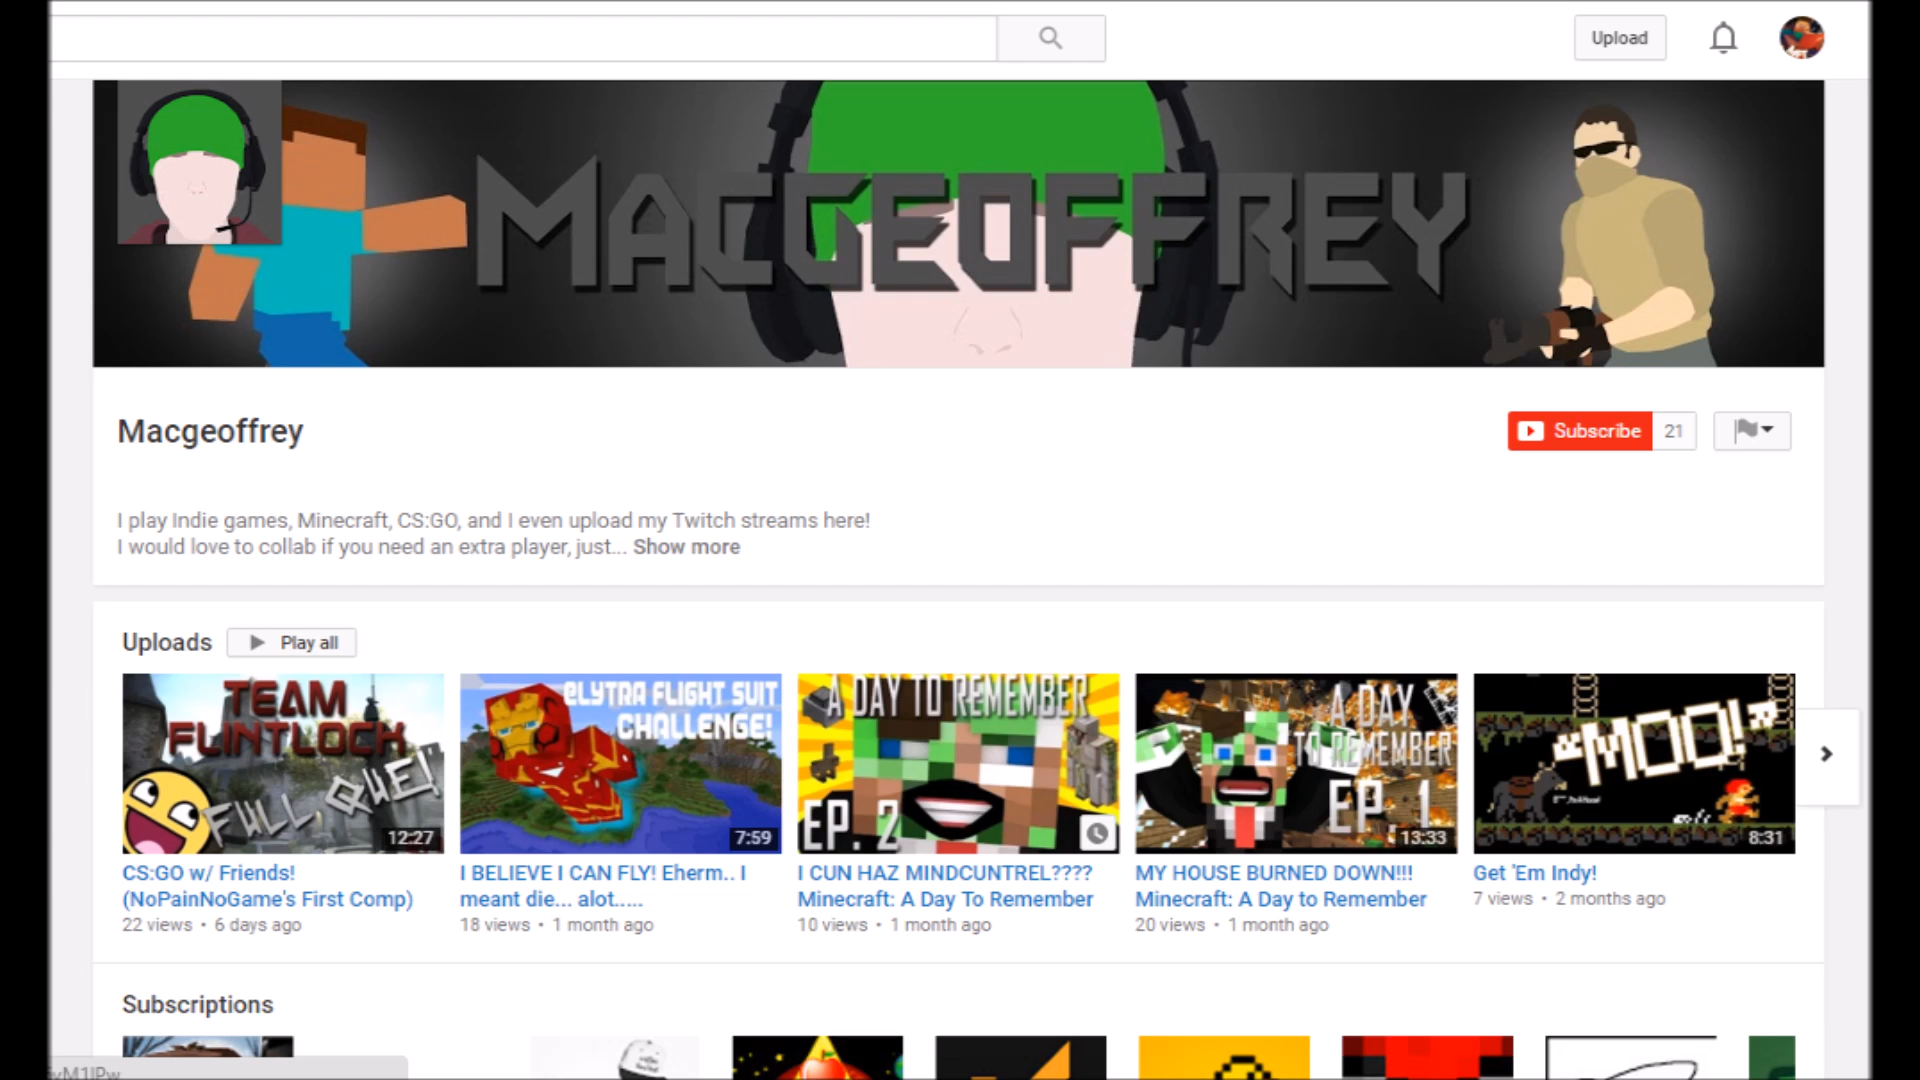 Upload
MACGEOFFREY
Macgeoffrey
Subscribe 21
I play Indie games, Minecraft, CS:GO, and I even upload my Twitch streams here!
I would love to collab if you need an extra player, just... Show more
Uploads Play all
TEAM
FLINTLOCK
FULL QUE!
12:27
ELYTRA FLIGHT SUIT
CHALLENGE!
7:59
A DAY TO REMEMBER
EP. 2
A DAY
TO REMEMBER
EP. 1
13:33
"MOO!"
8:31
CS:GO w/ Friends!
(NoPainNoGame's First Comp)
22 views • 6 days ago
I BELIEVE I CAN FLY! Eherm.. I
meant die... alot.....
18 views • 1 month ago
I CUN HAZ MINDCUNTREL????
Minecraft: A Day To Remember
10 views • 1 month ago
MY HOUSE BURNED DOWN!!!
Minecraft: A Day to Remember
20 views • 1 month ago
Get 'Em Indy!
7 views • 2 months ago
Subscriptions